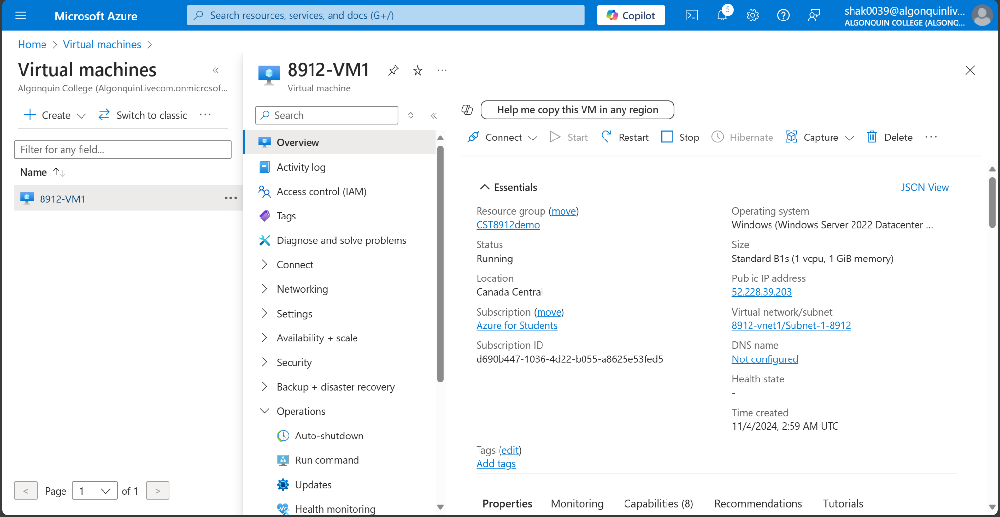 Microsoft Azure
Search resources, services, and docs (G+/)
Copilot
5
shak0039@algonquinliv...
ALGONQUIN COLLEGE (ALGONQ...
Home > Virtual machines >
Virtual machines
Algonquin College (AlgonquinLivecom.onmicrosof...
Create
Switch to classic
Filter for any field...
Name
8912-VM1
Page 1 of 1
8912-VM1
Virtual machine
Search
Overview
Activity log
Access control (IAM)
Tags
Diagnose and solve problems
Connect
Networking
Settings
Availability + scale
Security
Backup + disaster recovery
Operations
Auto-shutdown
Run command
Updates
Health monitoring
Help me copy this VM in any region
Connect Start Restart Stop Hibernate Capture Delete
Essentials
JSON View
Resource group (move)
CST8912demo
Status
Running
Location
Canada Central
Subscription (move)
Azure for Students
Subscription ID
d690b447-1036-4d22-b055-a8625e53fed5
Operating system
Windows (Windows Server 2022 Datacenter ...
Size
Standard B1s (1 vcpu, 1 GiB memory)
Public IP address
52.228.39.203
Virtual network/subnet
8912-vnet1/Subnet-1-8912
DNS name
Not configured
Health state
-
Time created
11/4/2024, 2:59 AM UTC
Tags (edit)
Add tags
Properties Monitoring Capabilities (8) Recommendations Tutorials